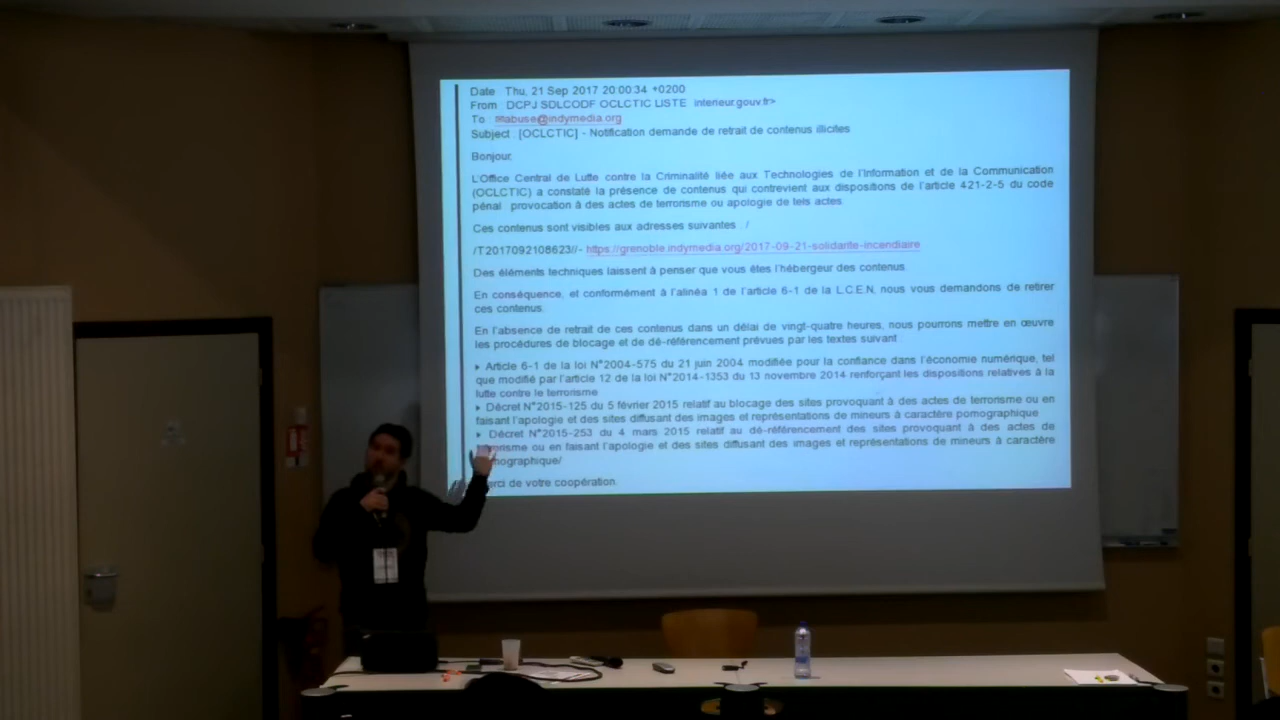 Date : Thu, 21 Sep 2017 20:00:34 +0200
From : DCPJ SDLCODF OCLCTIC LISTE interieur.gouv.fr>
To : abuse@indymedia.org
Subject : [OCLCTIC] - Notification demande de retrait de contenus illicites
Bonjour,
L'Office Central de Lutte contre la Criminalité liée aux Technologies de l'Information et de la Communication
(OCLCTIC) a constaté la présence de contenus qui contrevient aux dispositions de l'article 421-2-5 du code
pénal : provocation à des actes de terrorisme ou apologie de tels actes.
Ces contenus sont visibles aux adresses suivantes : /
/T2017092108623//- https://grenoble.indymedia.org/2017-09-21-solidarite-incendiaire
Des éléments techniques laissent à penser que vous êtes l'hébergeur des contenus.
En conséquence, et conformément à l'alinéa 1 de l'article 6-1 de la L.C.E.N, nous vous demandons de retirer
ces contenus.
En l'absence de retrait de ces contenus dans un délai de vingt-quatre heures, nous pourrons mettre en œuvre
les procédures de blocage et de dé-référencement prévues par les textes suivant :
‣ Article 6-1 de la loi N°2004-575 du 21 juin 2004 modifiée pour la confiance dans l'économie numérique, tel
que modifié par l'article 12 de la loi N°2014-1353 du 13 novembre 2014 renforçant les dispositions relatives à la
lutte contre le terrorisme
‣ Décret N°2015-125 du 5 février 2015 relatif au blocage des sites provoquant à des actes de terrorisme ou en
faisant l'apologie et des sites diffusant des images et représentations de mineurs à caractère pornographique
‣ Décret N°2015-253 du 4 mars 2015 relatif au dé-référencement des sites provoquant à des actes de
terrorisme ou en faisant l'apologie et des sites diffusant des images et représentations de mineurs à caractère
pornographique/
Merci de votre coopération.